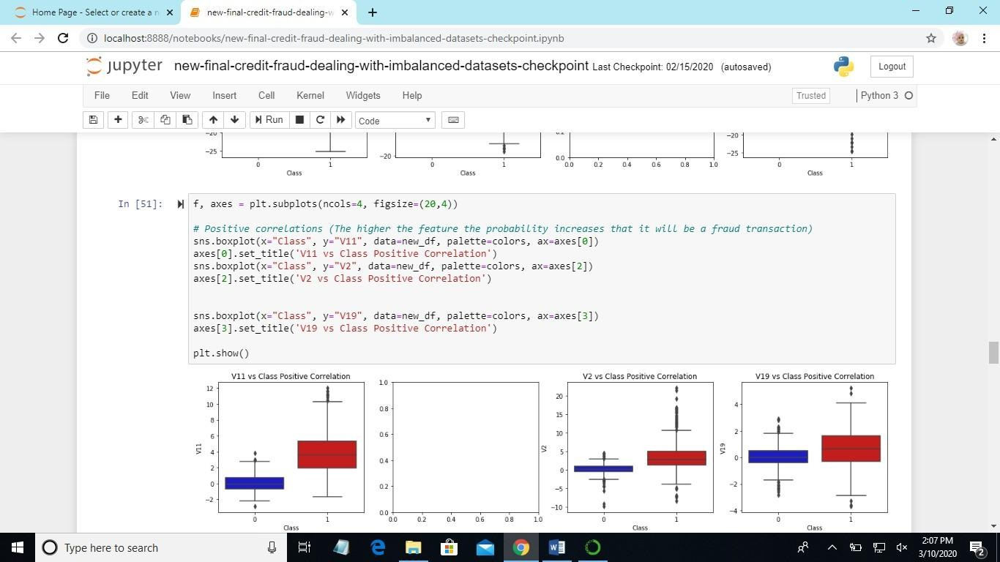 Home Page - Select or create a n
new-final-credit-fraud-dealing-w
localhost:8888/notebooks/new-final-credit-fraud-dealing-with-imbalanced-datasets-checkpoint.ipynb
jupyter new-final-credit-fraud-dealing-with-imbalanced-datasets-checkpoint Last Checkpoint: 02/15/2020 (autosaved)
Logout
File Edit View Insert Cell Kernel Widgets Help
Trusted
Python 3
Run
Code
−20 −20
−25 −20 0.0 −25
0 1 0 1 0.0 0.2 0.4 0.6 0.8 1.0 0 1
Class Class Class
In [51]:
f, axes = plt.subplots(ncols=4, figsize=(20,4))
# Positive correlations (The higher the feature the probability increases that it will be a fraud transaction)
sns.boxplot(x="Class", y="V11", data=new_df, palette=colors, ax=axes[0])
axes[0].set_title('V11 vs Class Positive Correlation')
sns.boxplot(x="Class", y="V2", data=new_df, palette=colors, ax=axes[2])
axes[2].set_title('V2 vs Class Positive Correlation')
sns.boxplot(x="Class", y="V19", data=new_df, palette=colors, ax=axes[3])
axes[3].set_title('V19 vs Class Positive Correlation')
plt.show()
V11 vs Class Positive Correlation
12
10
8
6
4
2
0
−2
V11
0 1
Class
1.0
0.8
0.6
0.4
0.2
0.0
0.0 0.2 0.4 0.6 0.8 1.0
V2 vs Class Positive Correlation
20
15
10
5
0
−5
−10
V2
0 1
Class
V19 vs Class Positive Correlation
4
2
0
−2
−4
V19
0 1
Class
Type here to search
2:07 PM
3/10/2020
2